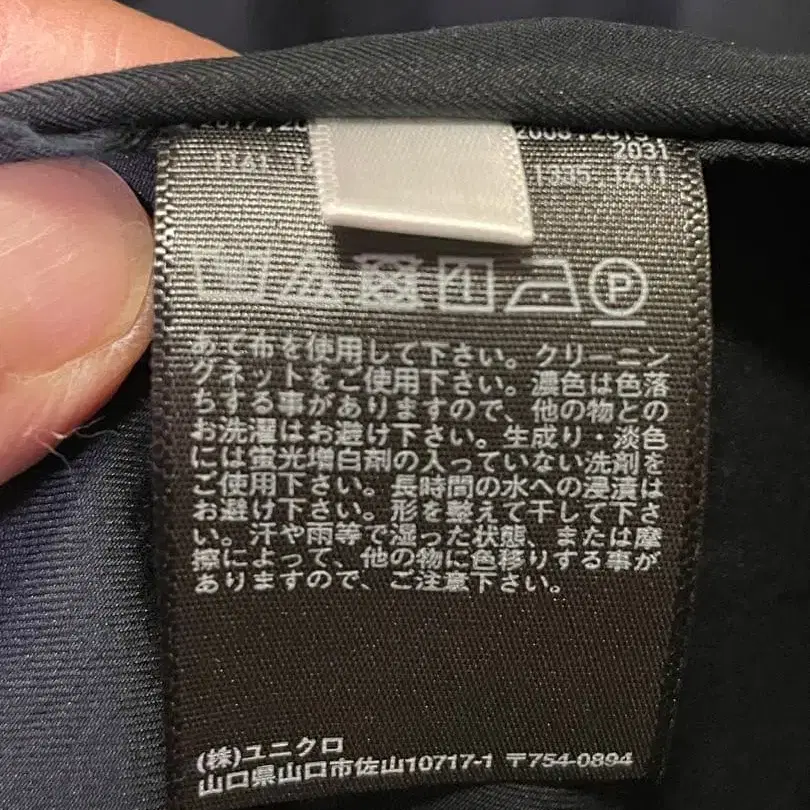 2031
1335.1411
P
あて布を使用して下さい。クリーニン
グネットをご使用下さい。濃色は色落
ちする事がありますので、他の物との
お洗濯はお避け下さい。生成り・淡色
には蛍光増白剤の入っていない洗剤を
ご使用下さい。長時間の水への浸漬は
お避け下さい。形を整えて干して下さ
い。汗や雨等で湿った状態、または摩
擦によって、他の物に色移りする事が
ありますので、ご注意下さい。
(株)ユニクロ
山口県山口市佐山10717-1 〒754-0894